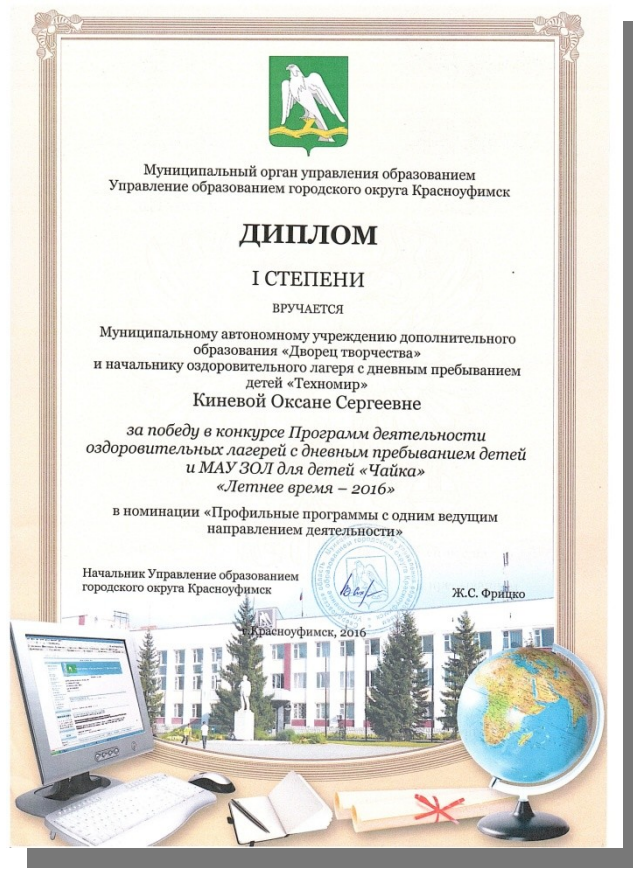 Муниципальный орган управления образованием
Управление образованием городского округа Красноуфимск
ДИПЛОМ
I СТЕПЕНИ
ВРУЧАЕТСЯ
Муниципальному автономному учреждению дополнительного
образования «Дворец творчества»
и начальнику оздоровительного лагеря с дневным пребыванием
детей «Техномир»
Киневой Оксане Сергеевне
за победу в конкурсе Программ деятельности
оздоровительных лагерей с дневным пребыванием детей
и МАУ ЗОЛ для детей «Чайка»
«Летнее время – 2016»
в номинации «Профильные программы с одним ведущим
направлением деятельности»
Начальник Управление образованием
городского округа Красноуфимск
Ж.С. Фрицко
г.Красноуфимск, 2016